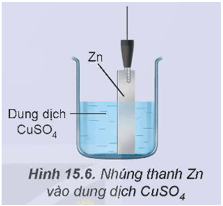 Zn
Dung dịch
CuSO₄
Hình 15.6. Nhúng thanh Zn
vào dung dịch CuSO₄